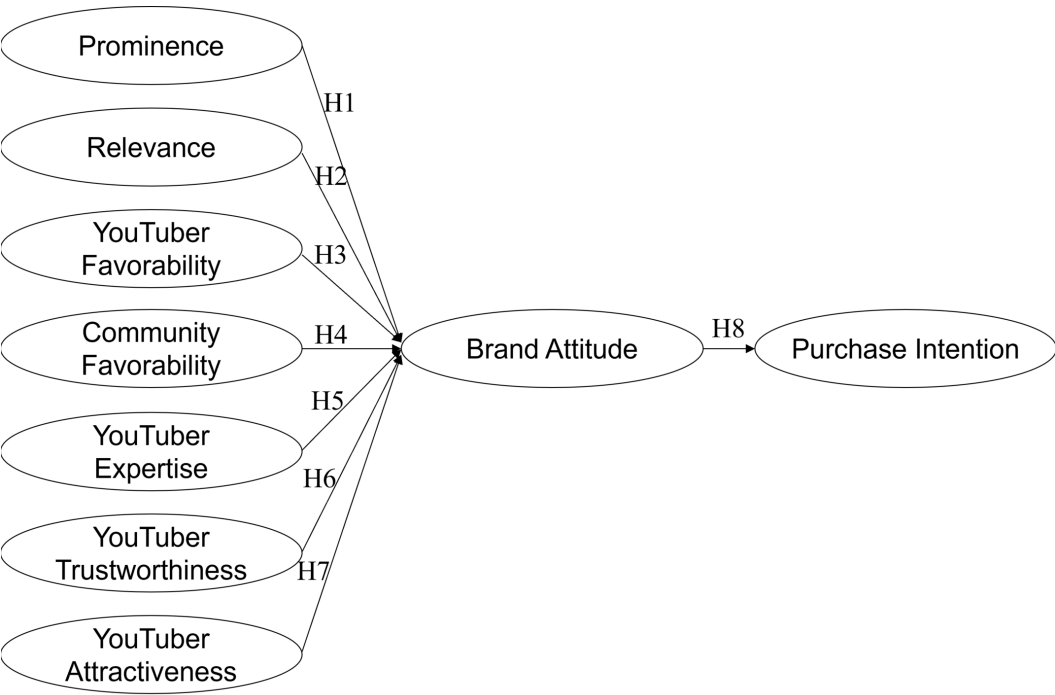 Prominence
H1
Relevance
H2
YouTuber
Favorability
H3
Community
Favorability
H4
Brand Attitude
H8
Purchase Intention
YouTuber
Expertise
H5
YouTuber
Trustworthiness
H6
YouTuber
Attractiveness
H7